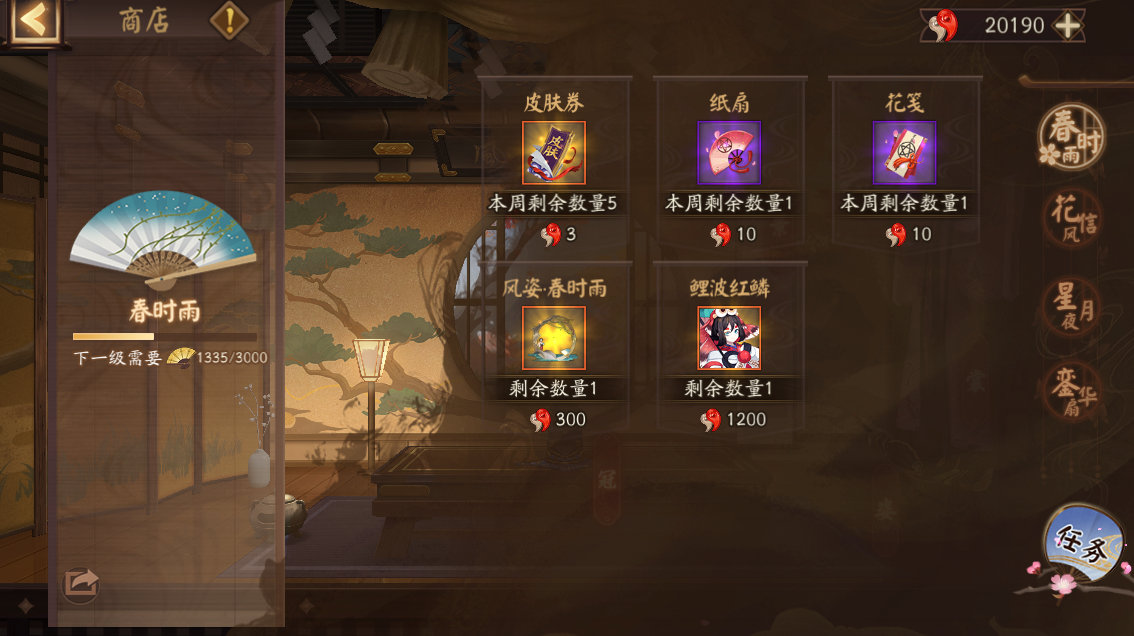 商店
20190
春时雨
下一级需要 1335/3000
皮肤券
皮肤
本周剩余数量5
3
纸扇
本周剩余数量1
10
花笺
本周剩余数量1
10
风姿·春时雨
剩余数量1
300
鲤波红鳞
剩余数量1
1200
春时雨
花信风
星月夜
銮华扇
任务
冠